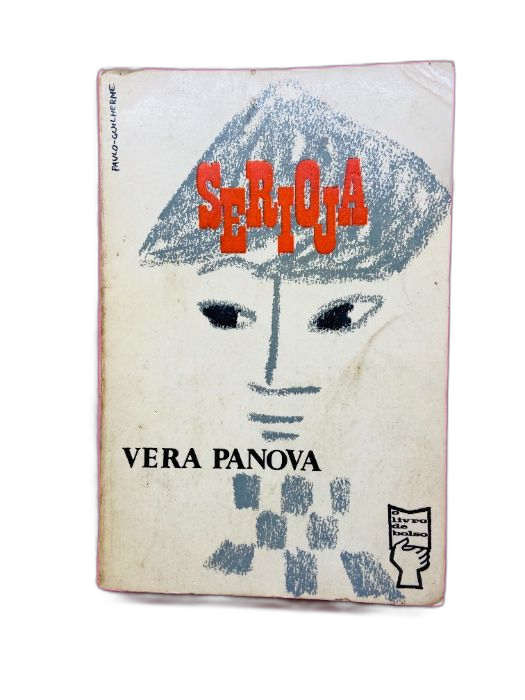 PAULO-GUILHERME
SERIOJA
VERA PANOVA
o
livro
de
bolso